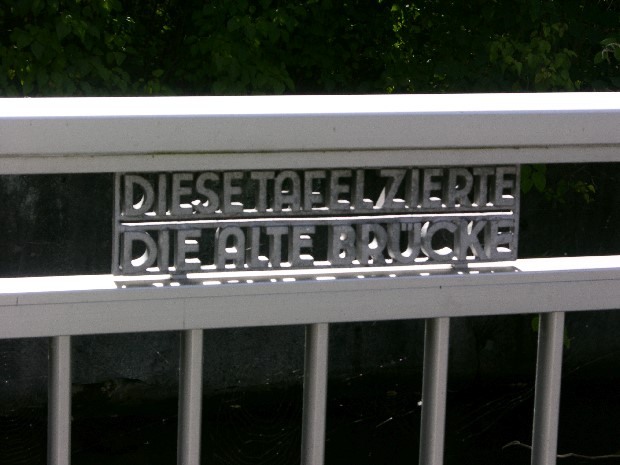 DIESE TAFEL ZIERTE
DIE ALTE BRÜCKE